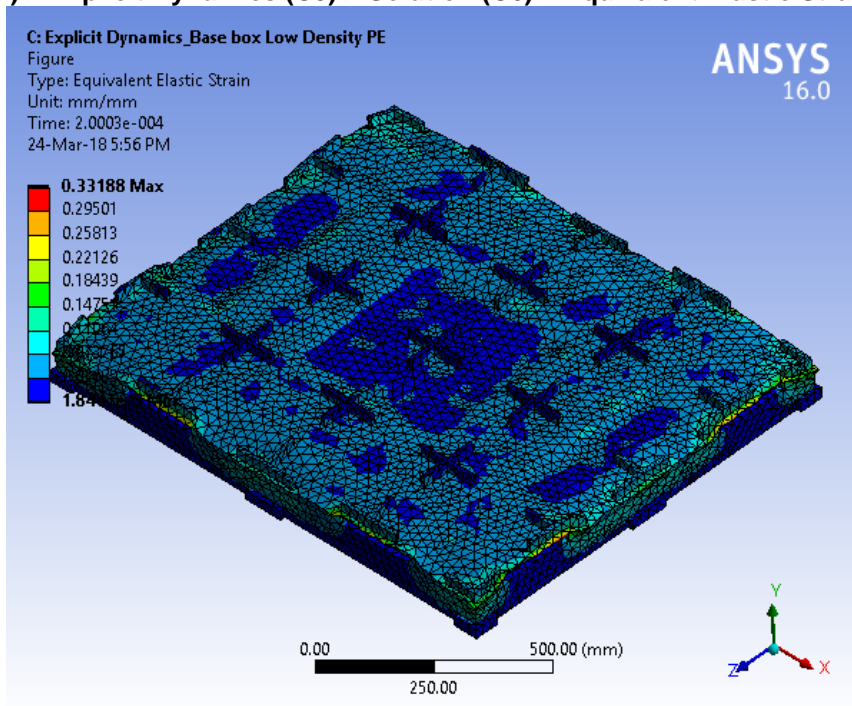 C: Explicit Dynamics_Base box Low Density PE
Figure
Type: Equivalent Elastic Strain
Unit: mm/mm
Time: 2.0003e-004
24-Mar-18 5:56 PM
ANSYS
16.0
0.33188 Max
0.29501
0.25813
0.22126
0.18439
Y
0.00
500.00 (mm)
Z
X
250.00